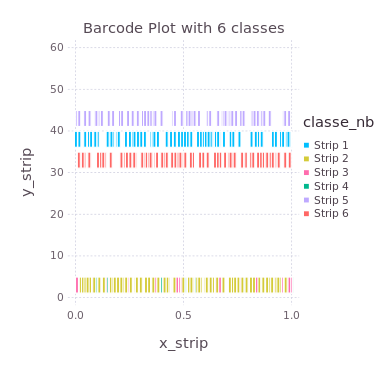 Barcode Plot with 6 classes
60
50
40
30
20
10
0
0.0
0.5
1.0
x_strip
y_strip
classe_nb
Strip 1
Strip 2
Strip 3
Strip 4
Strip 5
Strip 6